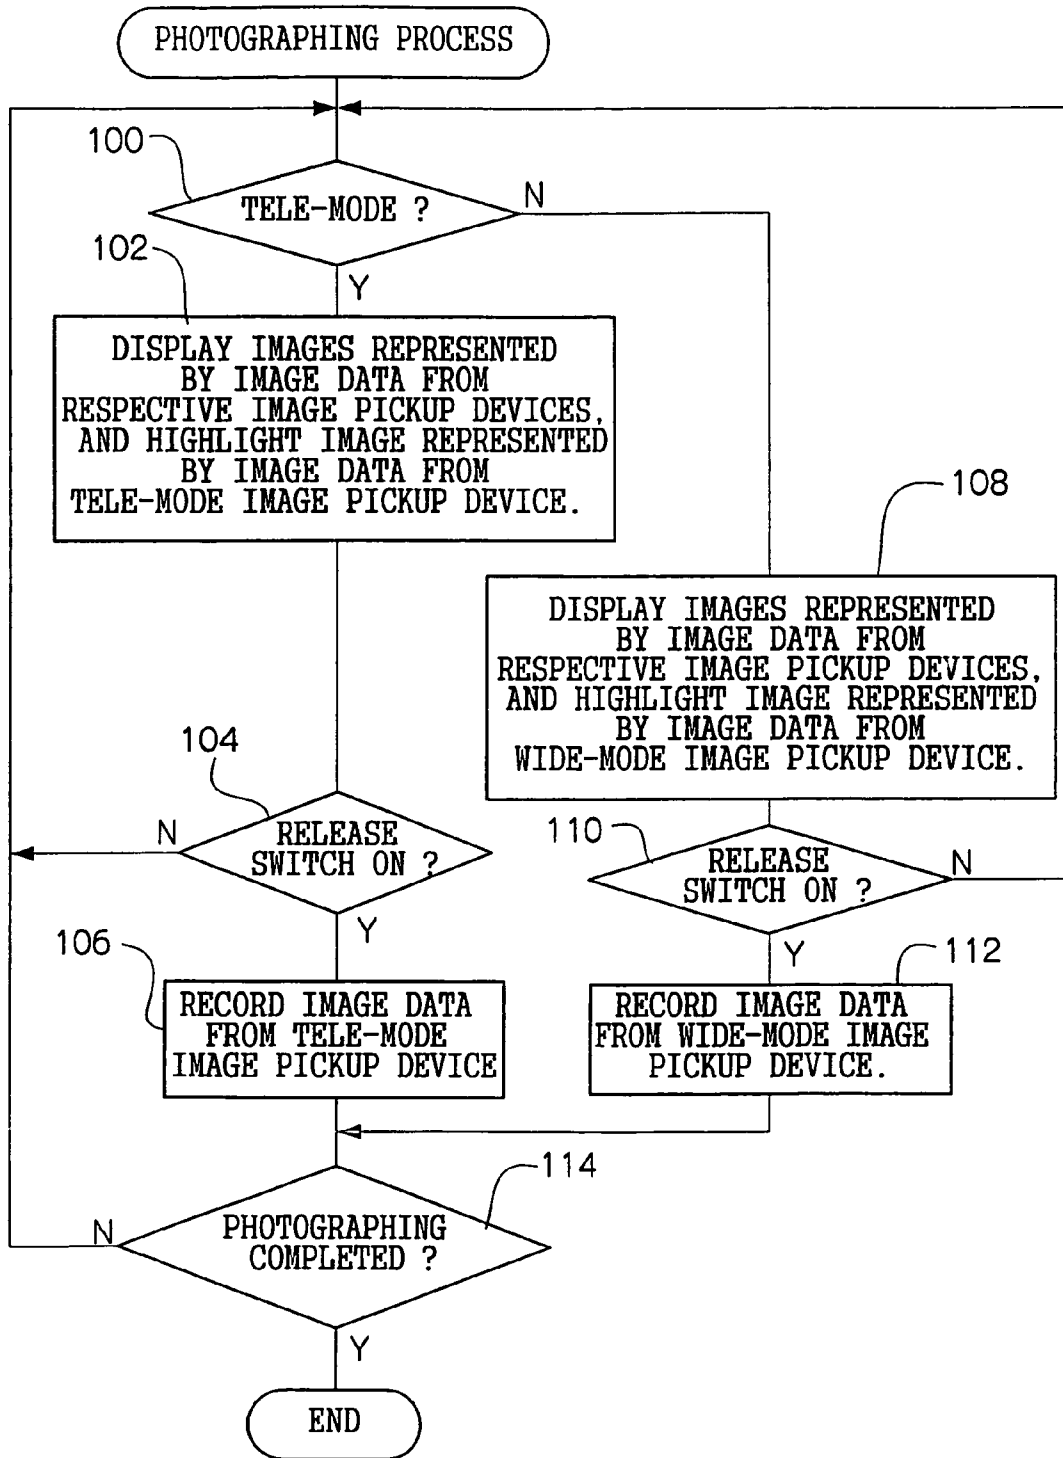 PHOTOGRAPHING PROCESS
100
TELE-MODE ?
N
Y
102
DISPLAY IMAGES REPRESENTED
BY IMAGE DATA FROM
RESPECTIVE IMAGE PICKUP DEVICES,
AND HIGHLIGHT IMAGE REPRESENTED
BY IMAGE DATA FROM
TELE-MODE IMAGE PICKUP DEVICE.
108
DISPLAY IMAGES REPRESENTED
BY IMAGE DATA FROM
RESPECTIVE IMAGE PICKUP DEVICES,
AND HIGHLIGHT IMAGE REPRESENTED
BY IMAGE DATA FROM
WIDE-MODE IMAGE PICKUP DEVICE.
104
N
RELEASE
SWITCH ON ?
Y
110
RELEASE
SWITCH ON ?
N
Y
106
RECORD IMAGE DATA
FROM TELE-MODE
IMAGE PICKUP DEVICE
112
RECORD IMAGE DATA
FROM WIDE-MODE IMAGE
PICKUP DEVICE.
114
N
PHOTOGRAPHING
COMPLETED ?
Y
END